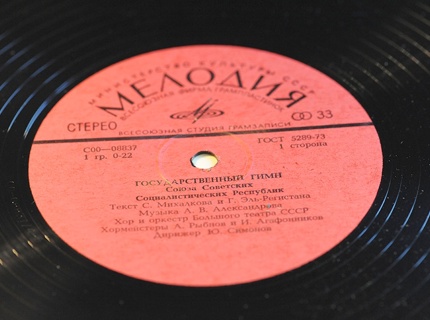 МИНИСТЕРСТВО КУЛЬТУРЫ СССР
МЕЛОДИЯ
ВСЕСОЮЗНАЯ ФИРМА ГРАМПЛАСТИНОК
СТЕРЕО 33
ВСЕСОЮЗНАЯ СТУДИЯ ГРАМЗАПИСИ
С00—08837 ГОСТ 5289-73
1 гр. 0-22 1 сторона
ГОСУДАРСТВЕННЫЙ ГИМН
Союза Советских
Социалистических Республик
Текст С. Михалкова и Г. Эль-Регистана
Музыка А. В. Александрова
Хор и оркестр Большого театра СССР
Хормейстеры А. Рыбнов и И. Агафонников
Дирижер Ю. Симонов